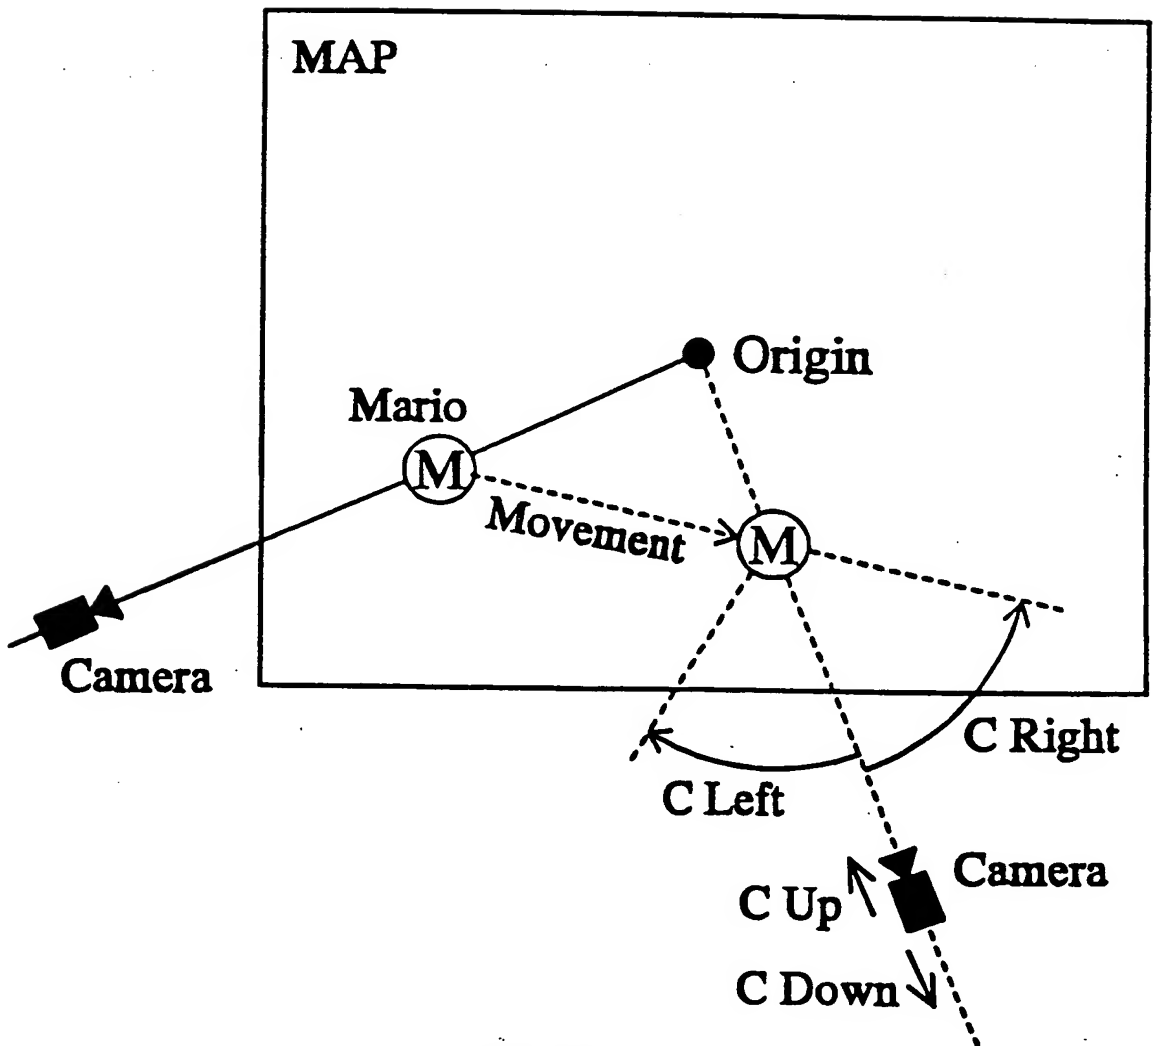 MAP
Origin
Mario
M
Movement
M
Camera
C Right
C Left
Camera
C Up
C Down